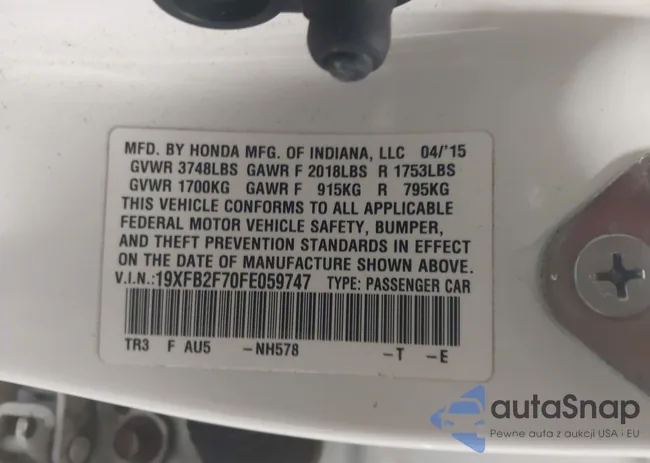 MFD. BY HONDA MFG. OF INDIANA, LLC 04/'15
GVWR 3748LBS GAWR F 2018LBS R 1753LBS
GVWR 1700KG GAWR F 915KG R 795KG
THIS VEHICLE CONFORMS TO ALL APPLICABLE
FEDERAL MOTOR VEHICLE SAFETY, BUMPER,
AND THEFT PREVENTION STANDARDS IN EFFECT
ON THE DATE OF MANUFACTURE SHOWN ABOVE.
V.I.N.:19XFB2F70FE059747 TYPE: PASSENGER CAR
TR3 F AU5 -NH578 -T -E
autaSnap
Pewne auta z aukcji USA i EU